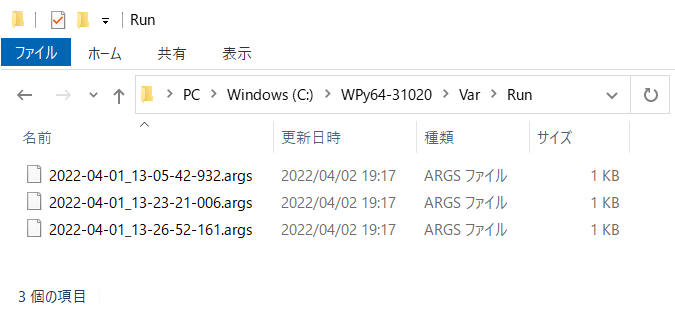 Run
ファイル ホーム 共有 表示
PC Windows (C:) WPy64-31020 Var Run
名前 更新日時 種類 サイズ
2022-04-01_13-05-42-932.args 2022/04/02 19:17 ARGS ファイル 1 KB
2022-04-01_13-23-21-006.args 2022/04/02 19:17 ARGS ファイル 1 KB
2022-04-01_13-26-52-161.args 2022/04/02 19:17 ARGS ファイル 1 KB
3 個の項目